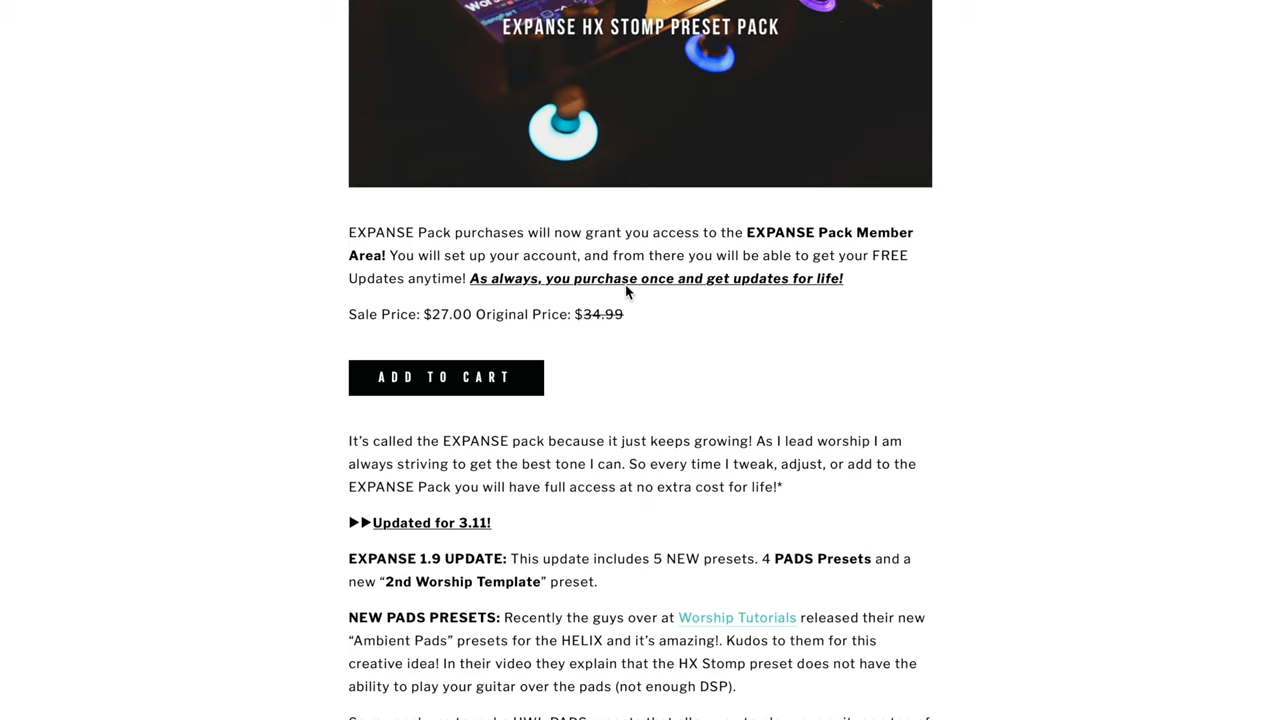 EXPANSE HX STOMP PRESET PACK
EXPANSE Pack purchases will now grant you access to the EXPANSE Pack Member
Area! You will set up your account, and from there you will be able to get your FREE
Updates anytime! As always, you purchase once and get updates for life!
Sale Price: $27.00 Original Price: $34.99
ADD TO CART
It's called the EXPANSE pack because it just keeps growing! As I lead worship I am
always striving to get the best tone I can. So every time I tweak, adjust, or add to the
EXPANSE Pack you will have full access at no extra cost for life!*
▶▶Updated for 3.11!
EXPANSE 1.9 UPDATE: This update includes 5 NEW presets. 4 PADS Presets and a
new “2nd Worship Template” preset.
NEW PADS PRESETS: Recently the guys over at Worship Tutorials released their new
“Ambient Pads” presets for the HELIX and it's amazing!. Kudos to them for this
creative idea! In their video they explain that the HX Stomp preset does not have the
ability to play your guitar over the pads (not enough DSP).